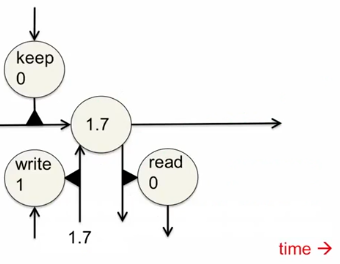 keep
0
1.7
write
1
read
0
1.7
time →